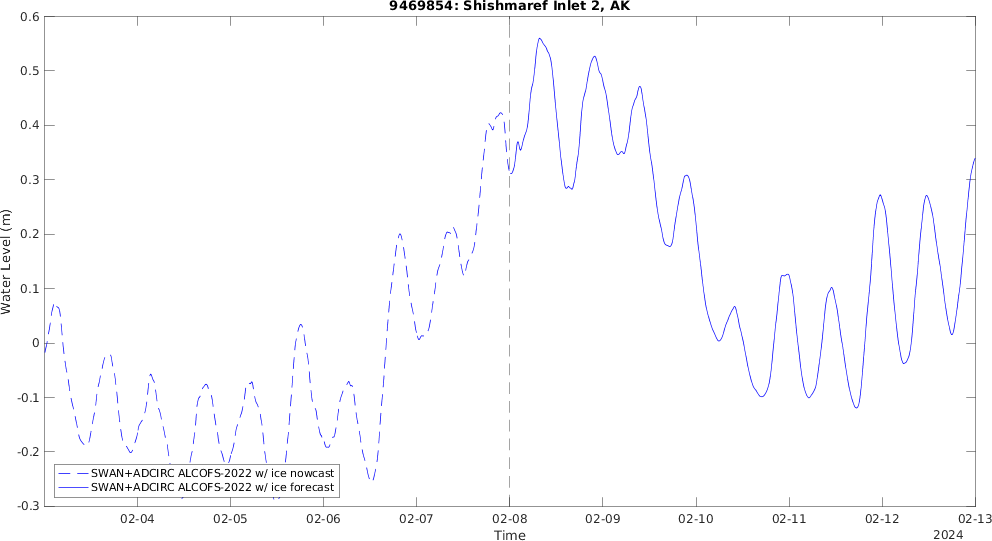 9469854: Shishmaref Inlet 2, AK
0.6
0.5
0.4
0.3
0.2
0.1
0
-0.1
-0.2
-0.3
Water Level (m)
SWAN+ADCIRC ALCOFS-2022 w/ ice nowcast
SWAN+ADCIRC ALCOFS-2022 w/ ice forecast
02-04 02-05 02-06 02-07 02-08 02-09 02-10 02-11 02-12 02-13
Time
2024